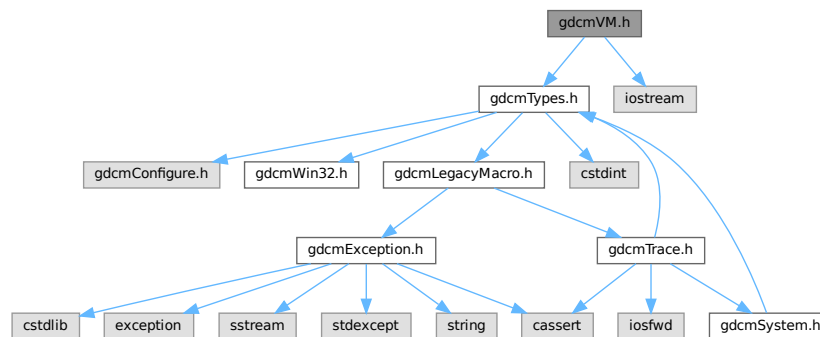 gdcmVM.h
gdcmTypes.h
iostream
gdcmConfigure.h
gdcmWin32.h
gdcmLegacyMacro.h
cstdint
gdcmException.h
gdcmTrace.h
cstdlib
exception
sstream
stdexcept
string
cassert
iosfwd
gdcmSystem.h